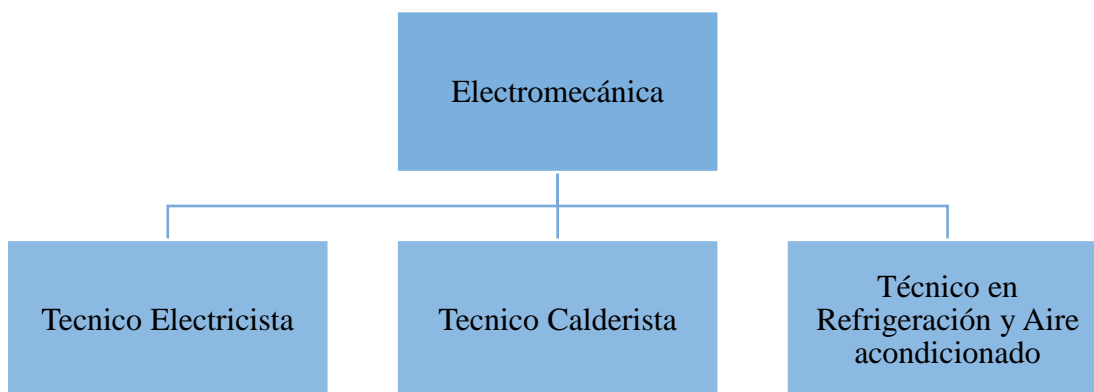 Electromecánica
Tecnico Electricista
Tecnico Calderista
Técnico en
Refrigeración y Aire
acondicionado